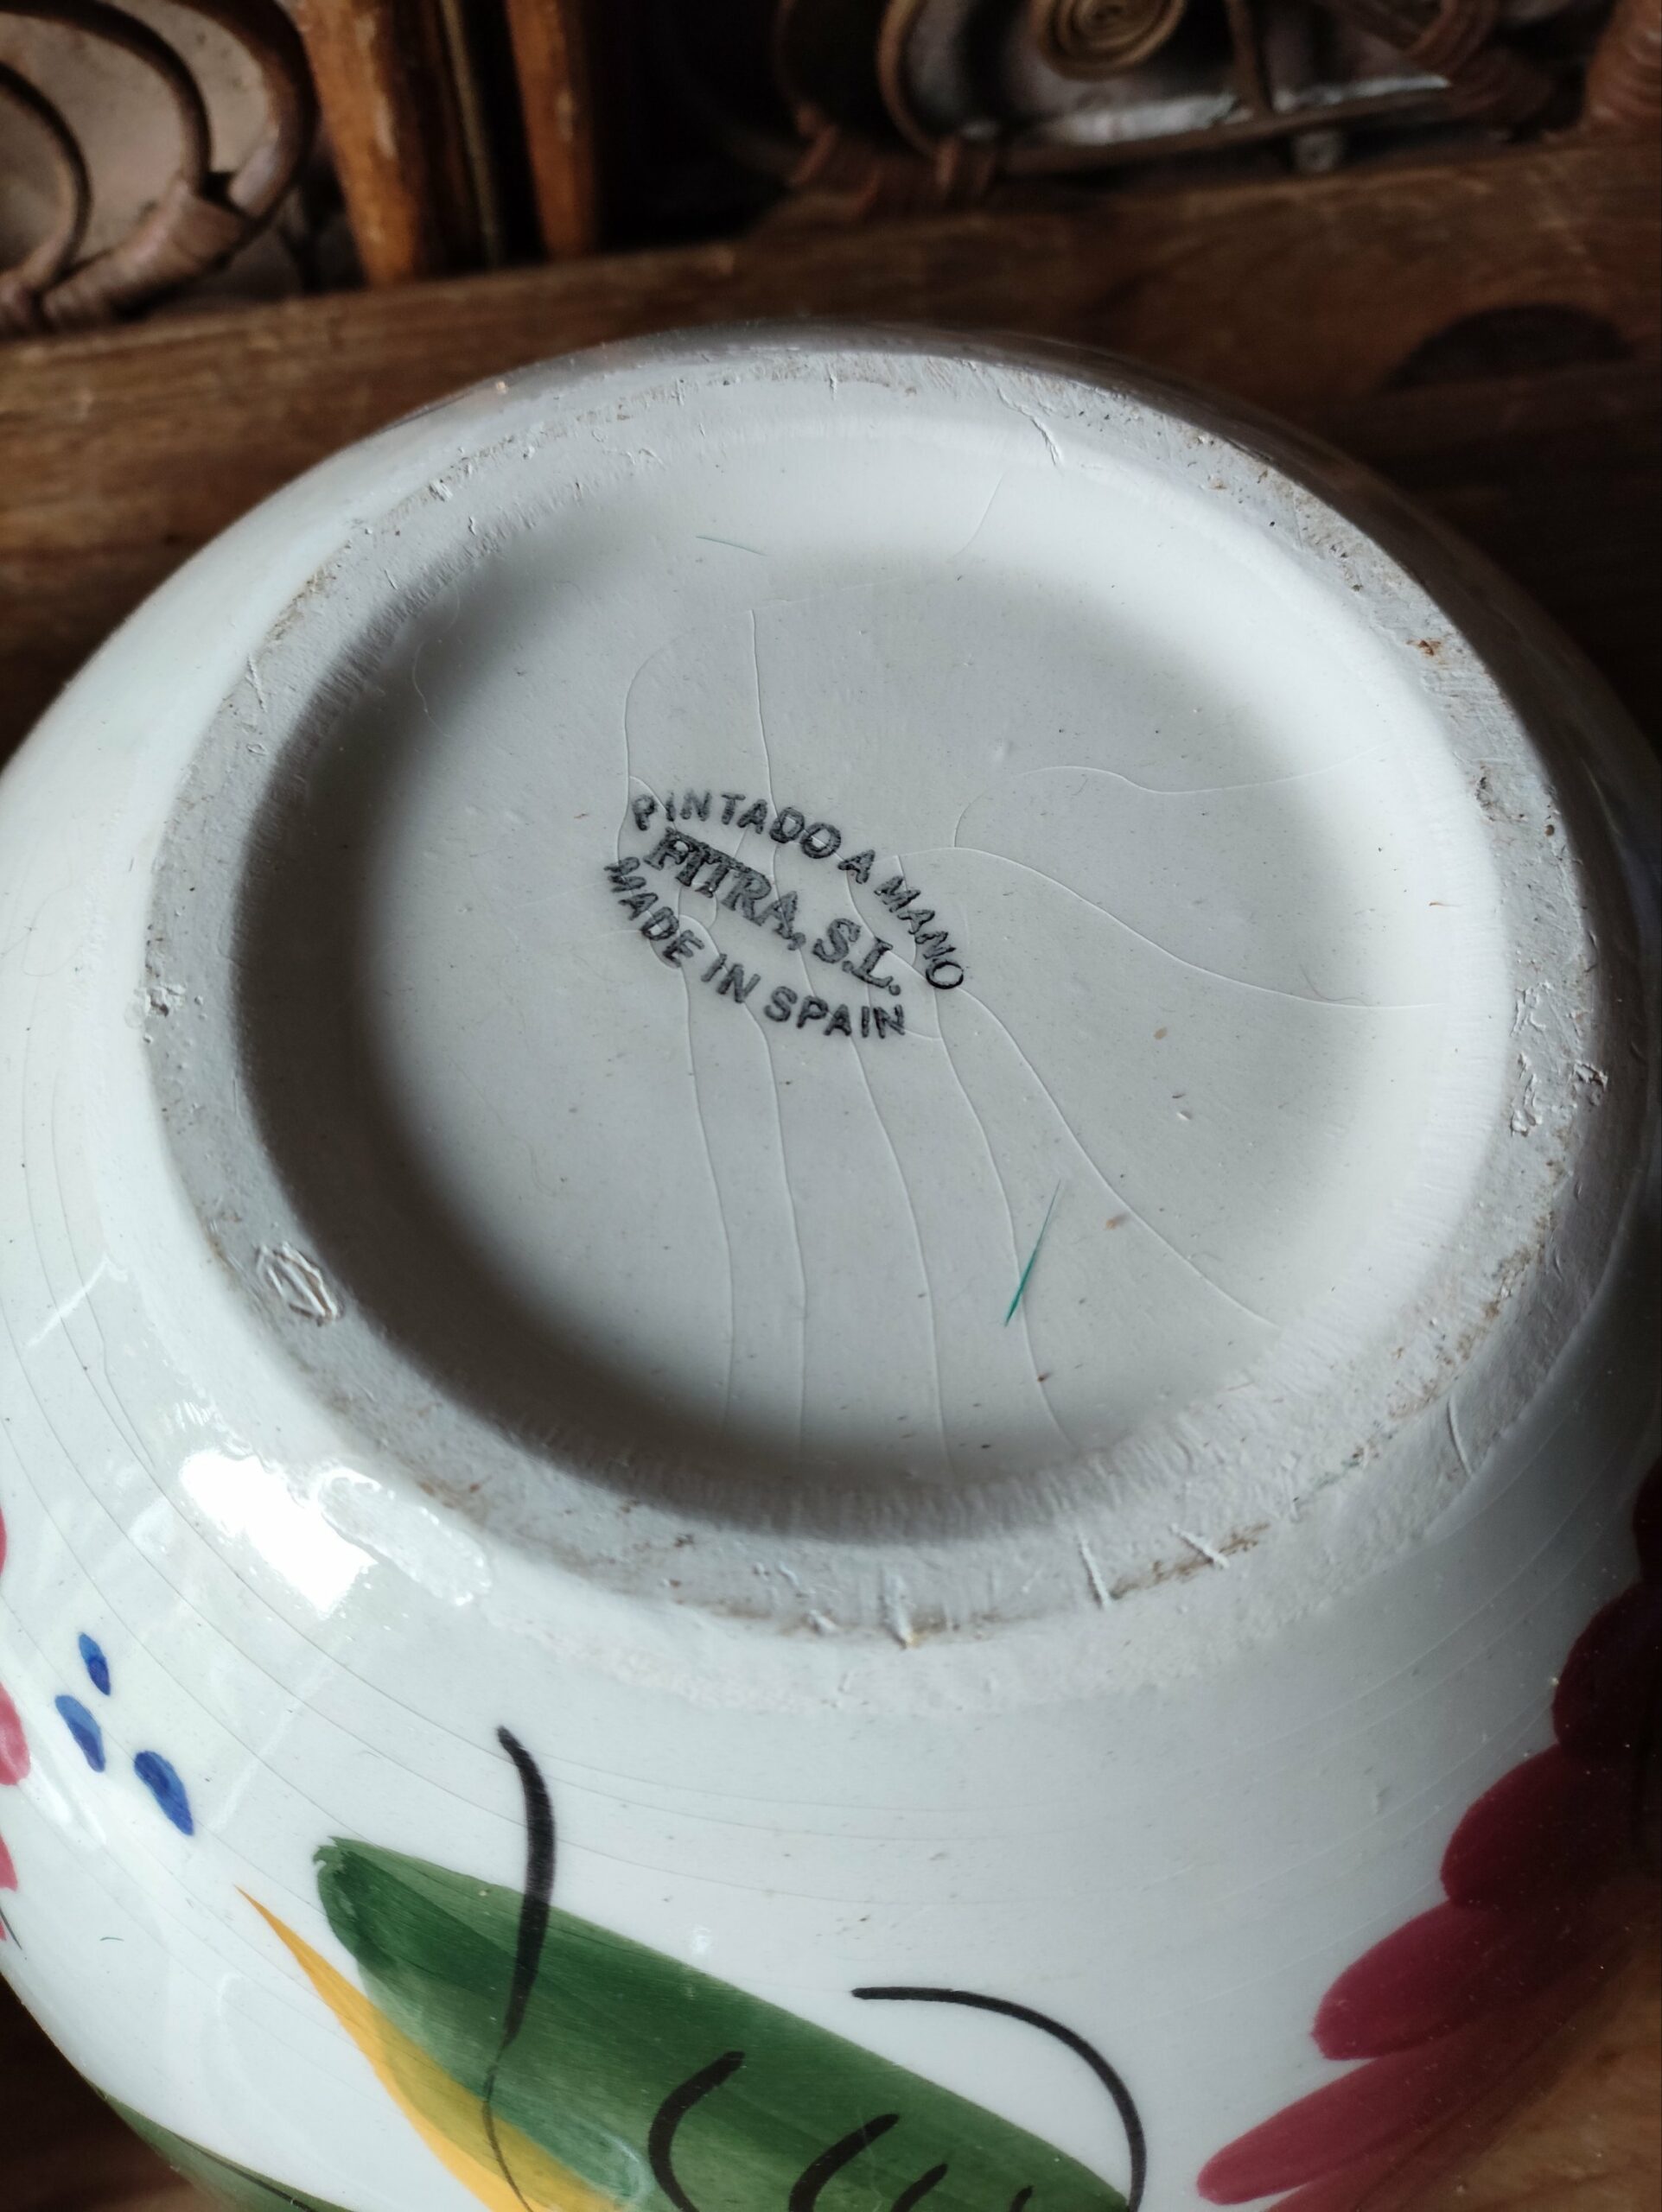 PINTADO A MANO
FITRA, S.L.
MADE IN SPAIN